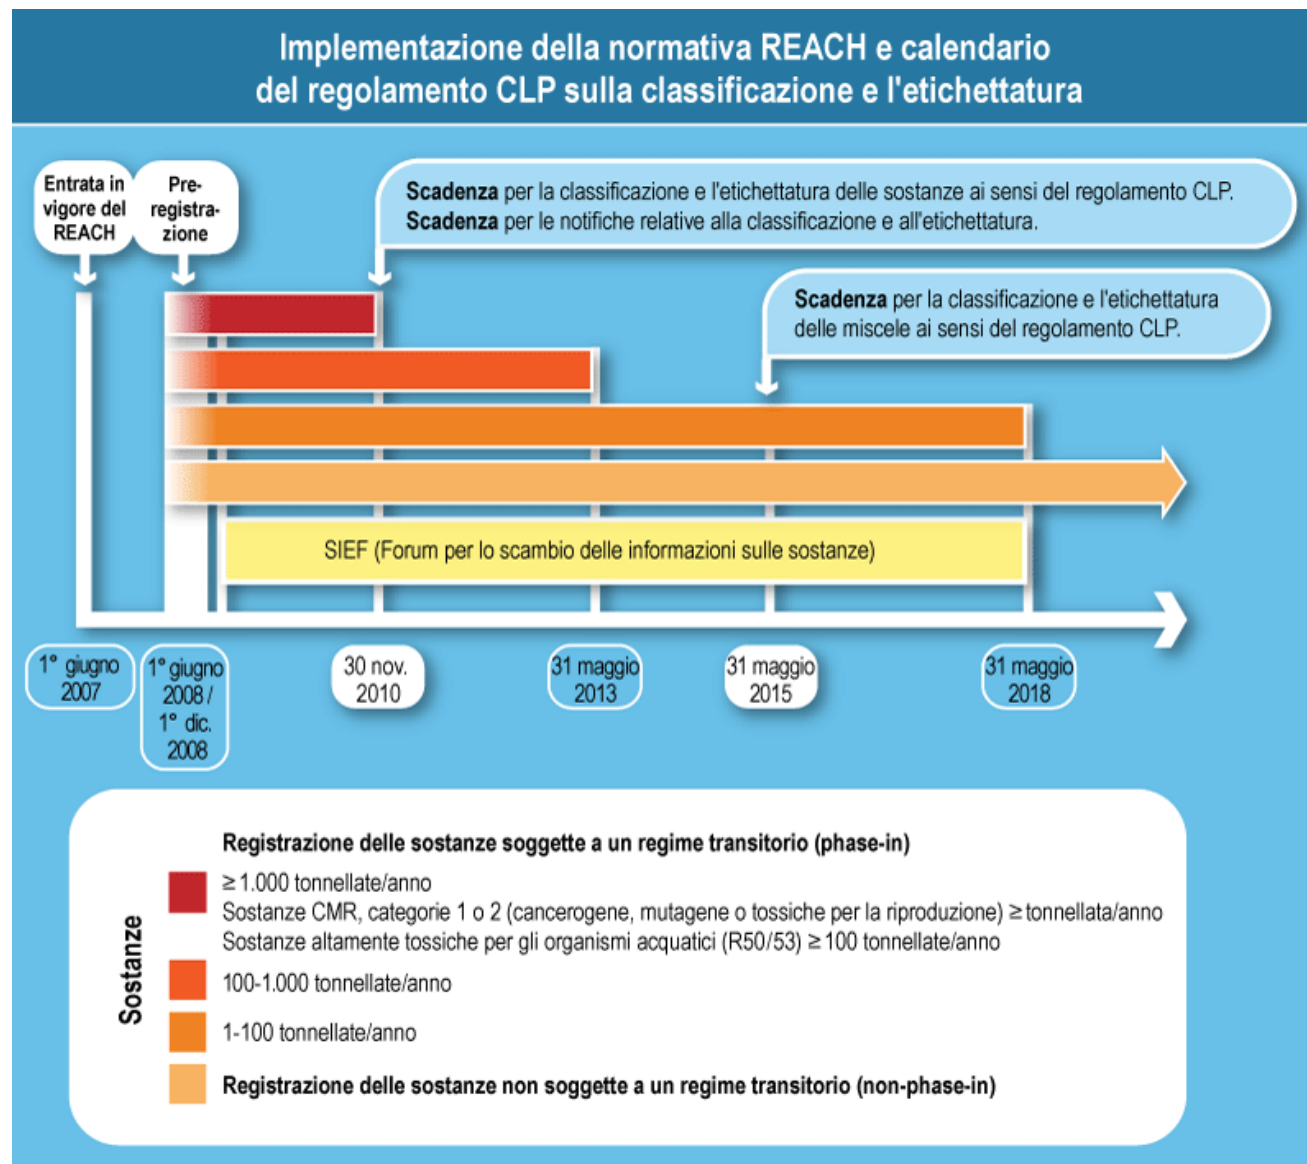 Implementazione della normativa REACH e calendario
del regolamento CLP sulla classificazione e l'etichettatura
Entrata in
vigore del
REACH
Pre-
registra-
zione
Scadenza per la classificazione e l'etichettatura delle sostanze ai sensi del regolamento CLP.
Scadenza per le notifiche relative alla classificazione e all'etichettatura.
Scadenza per la classificazione e l'etichettatura
delle miscele ai sensi del regolamento CLP.
SIEF (Forum per lo scambio delle informazioni sulle sostanze)
1° giugno
2007
1° giugno
2008 /
1° dic.
2008
30 nov.
2010
31 maggio
2013
31 maggio
2015
31 maggio
2018
Sostanze
Registrazione delle sostanze soggette a un regime transitorio (phase-in)
≥ 1.000 tonnellate/anno
Sostanze CMR, categorie 1 o 2 (cancerogene, mutagene o tossiche per la riproduzione) ≥ tonnellata/anno
Sostanze altamente tossiche per gli organismi acquatici (R50/53) ≥ 100 tonnellate/anno
100-1.000 tonnellate/anno
1-100 tonnellate/anno
Registrazione delle sostanze non soggette a un regime transitorio (non-phase-in)